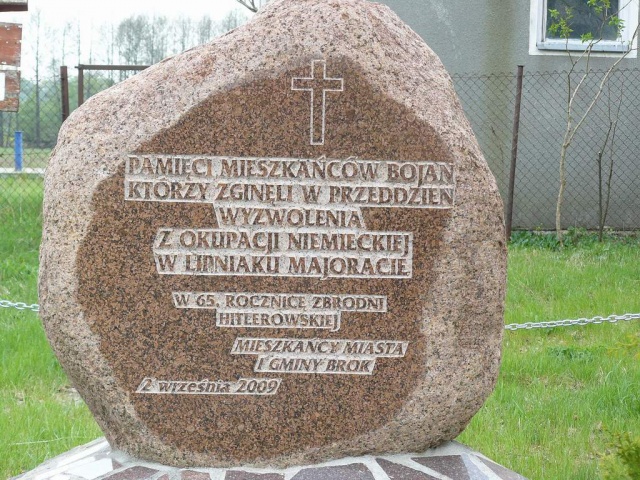 PAMIĘCI MIESZKAŃCÓW BOJAN
KTÓRZY ZGINĘLI W PRZEDDZIEŃ
WYZWOLENIA
Z OKUPACJI NIEMIECKIEJ
W LIPNIAKU MAJORACIE
W 65. ROCZNICĘ ZBRODNI
HITLEROWSKIEJ
MIESZKAŃCY MIASTA
I GMINY BROK
2 września 2009